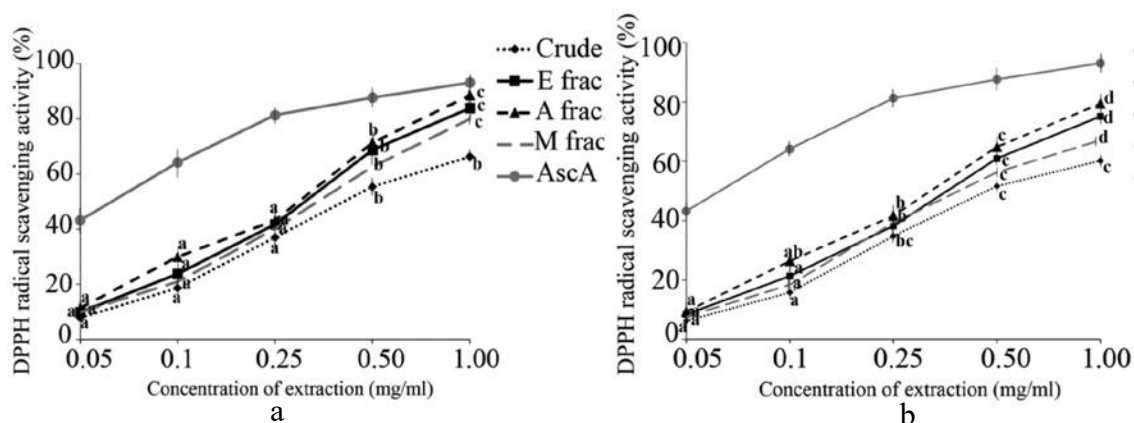 DPPH radical scavenging activity (%)
100
80
60
40
20
0
0.05 0.1 0.25 0.50 1.00
Concentration of extraction (mg/ml)
a
Crude
E frac
A frac
M frac
AscA
a
a
a
a
a
a
a
a
a
a
b
b
b
b
c
c
c
b
DPPH radical scavenging activity (%)
100
80
60
40
20
0
0.05 0.1 0.25 0.50 1.00
Concentration of extraction (mg/ml)
b
a
a
a
a
ab
a
a
a
b
b
bc
c
c
c
c
d
d
d
c